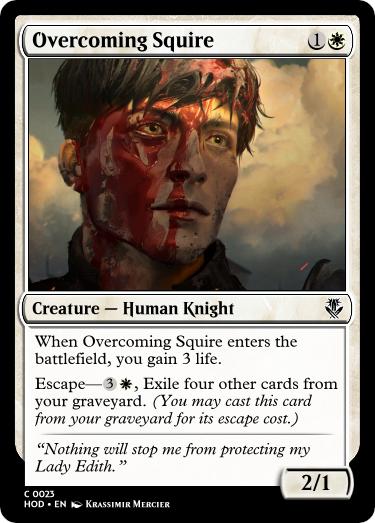 Overcoming Squire 1
Creature — Human Knight
When Overcoming Squire enters the
battlefield, you gain 3 life.
Escape—3, Exile four other cards from
your graveyard. (You may cast this card
from your graveyard for its escape cost.)
“Nothing will stop me from protecting my
Lady Edith.”
2/1
C 0023
HOD • EN Krassimir Mercier